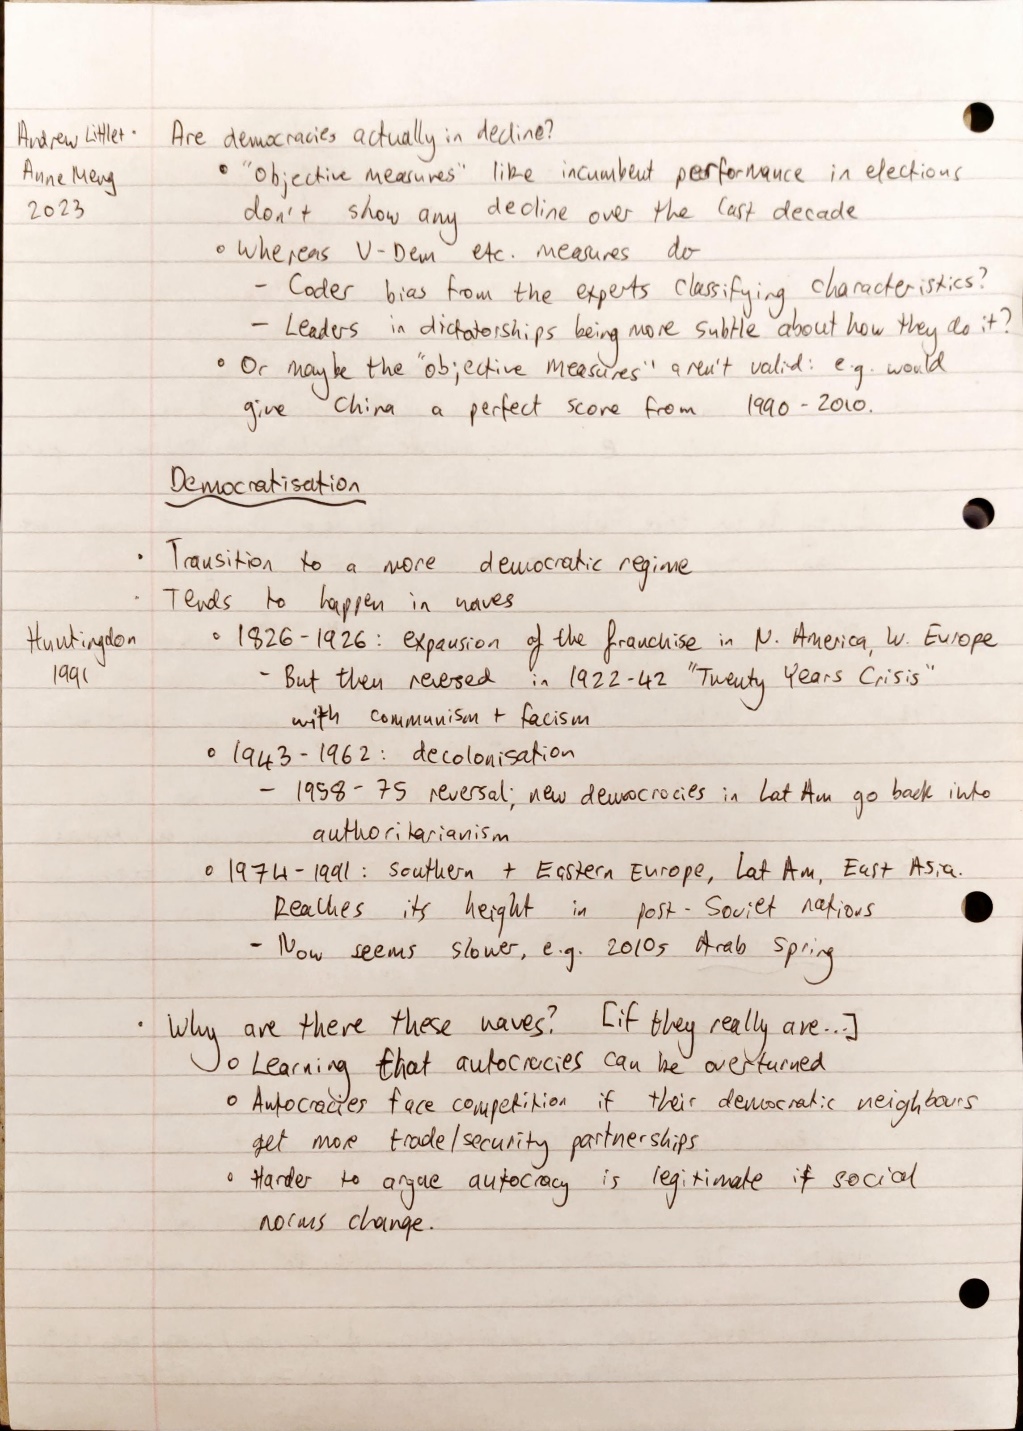 Andrew Littlet · Are democracies actually in decline?
Anne Meng ◦ "Objective measures" like incumbent performance in elections
2023 don't show any decline over the last decade
◦ Whereas V-Dem etc. measures do
– Coder bias from the experts classifying characteristics?
– Leaders in dictatorships being more subtle about how they do it?
◦ Or maybe the "objective measures" aren't valid: e.g. would
give China a perfect score from 1990 - 2010.
Democratisation
· Transition to a more democratic regime
· Tends to happen in waves
Huntingdon ◦ 1826-1926: expansion of the franchise in N. America, W. Europe
1991 - But then reversed in 1922-42 "Twenty Years Crisis"
with communism + facism
◦ 1943-1962: decolonisation
– 1958-75 reversal; new democracies in Lat Am go back into
authoritarianism
◦ 1974-1991: Southern + Eastern Europe, Lat Am, East Asia.
Reaches its height in post-Soviet nations
- Now seems slower, e.g. 2010s Arab Spring
· Why are there these waves? [if they really are...]
◦ Learning that autocracies can be overturned
◦ Autocracies face competition if their democratic neighbours
get more trade/security partnerships
◦ Harder to argue autocracy is legitimate if social
norms change.